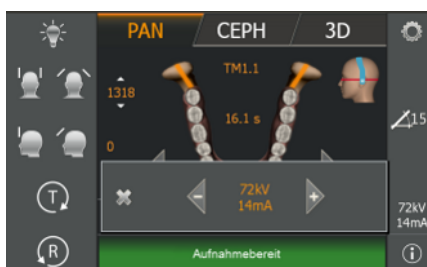 PAN
CEPH
3D
TM1.1
1318
16.1 s
15
0
72kV
14mA
72kV
14mA
T
R
Aufnahmebereit